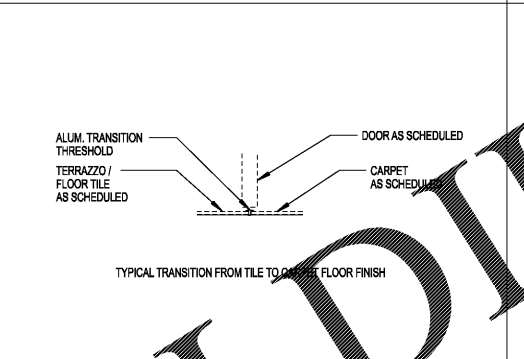 ALUM. TRANSITION
THRESHOLD
TERRAZZO /
FLOOR TILE
AS SCHEDULED
DOOR AS SCHEDULED
CARPET
AS SCHEDULED
TYPICAL TRANSITION FROM TILE TO CARPET FLOOR FINISH